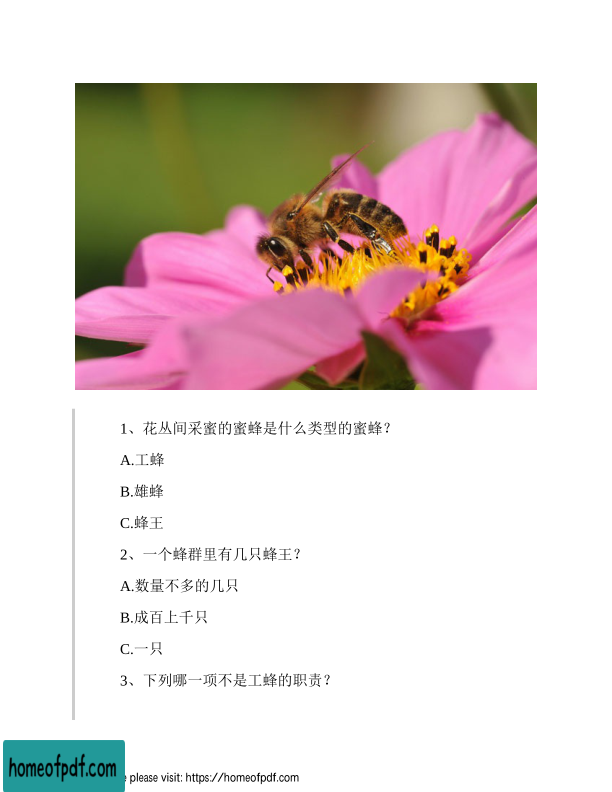 1、花丛间采蜜的蜜蜂是什么类型的蜜蜂？
A.工蜂
B.雄蜂
C.蜂王
2、一个蜂群里有几只蜂王？
A.数量不多的几只
B.成百上千只
C.一只
3、下列哪一项不是工蜂的职责？
homeofpdf.com
please visit: https://homeofpdf.com